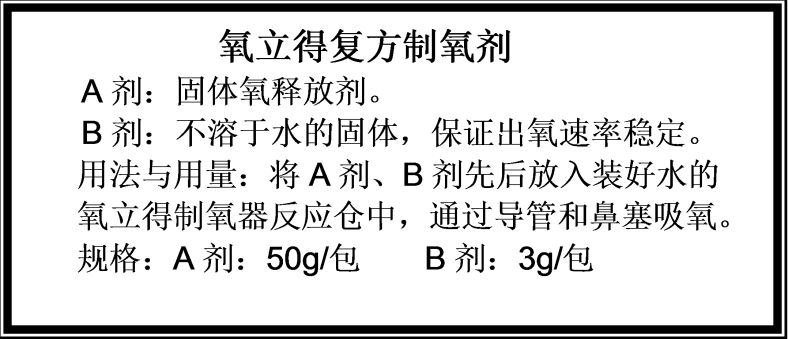 氧立得复方制氧剂
A 剂：固体氧释放剂。
B 剂：不溶于水的固体，保证出氧速率稳定。
用法与用量：将 A 剂、B 剂先后放入装好水的
氧立得制氧器反应仓中，通过导管和鼻塞吸氧。
规格：A 剂：50g/包 B 剂：3g/包